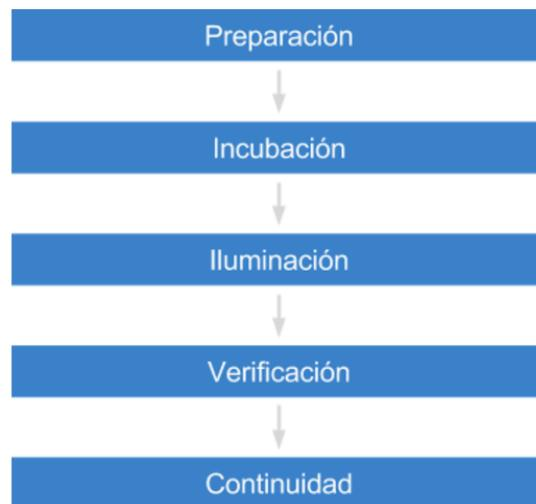 Preparación
Incubación
Iluminación
Verificación
Continuidad